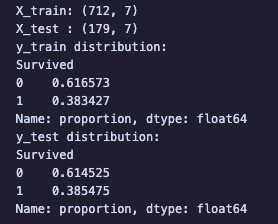 X_train: (712, 7)
X_test : (179, 7)
y_train distribution:
Survived
0    0.616573
1    0.383427
Name: proportion, dtype: float64
y_test distribution:
Survived
0    0.614525
1    0.385475
Name: proportion, dtype: float64